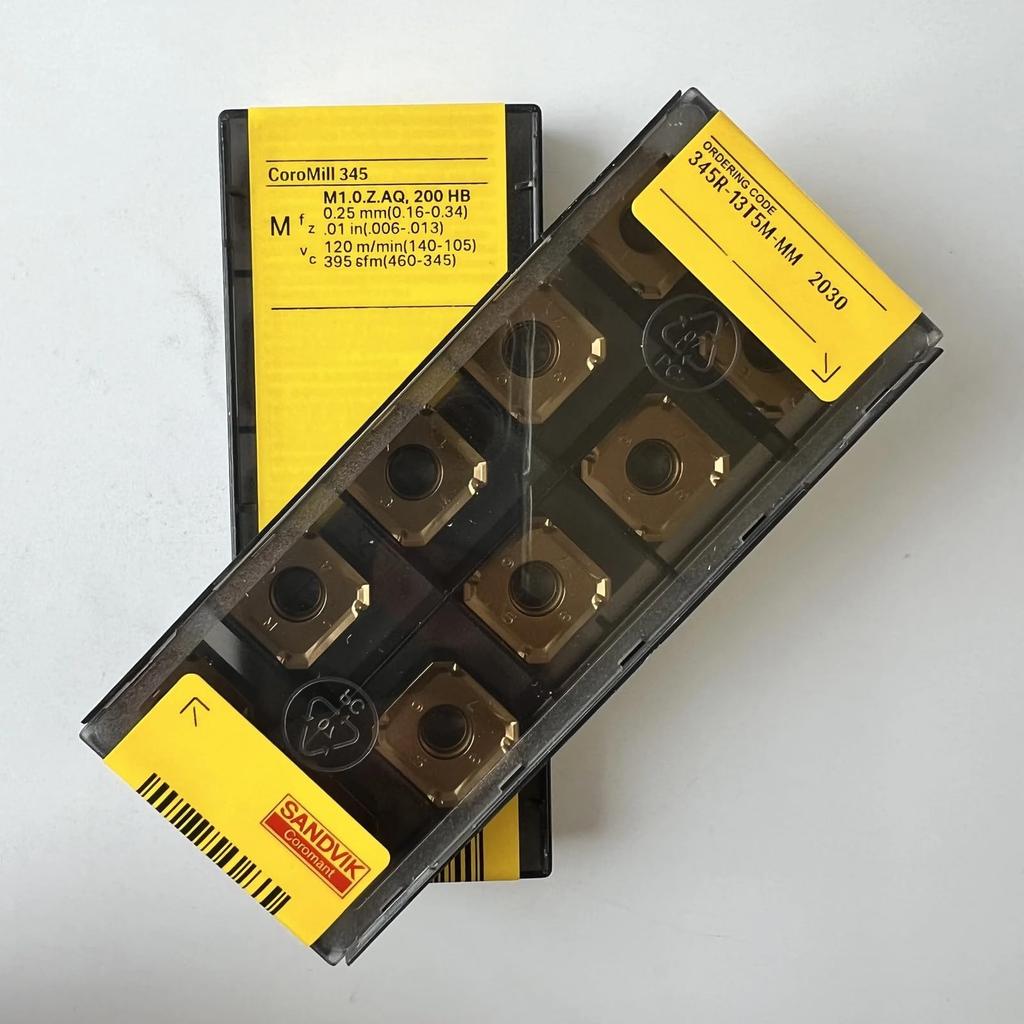 CoroMill 345
M1.0.Z.AQ, 200 HB
M fz 0.25 mm(0.16-0.34)
.01 in(.006-.013)
vc 120 m/min(140-105)
395 sfm(460-345)
ORDERING CODE
345R-13T5M-MM 2030
SANDVIK
Coromant